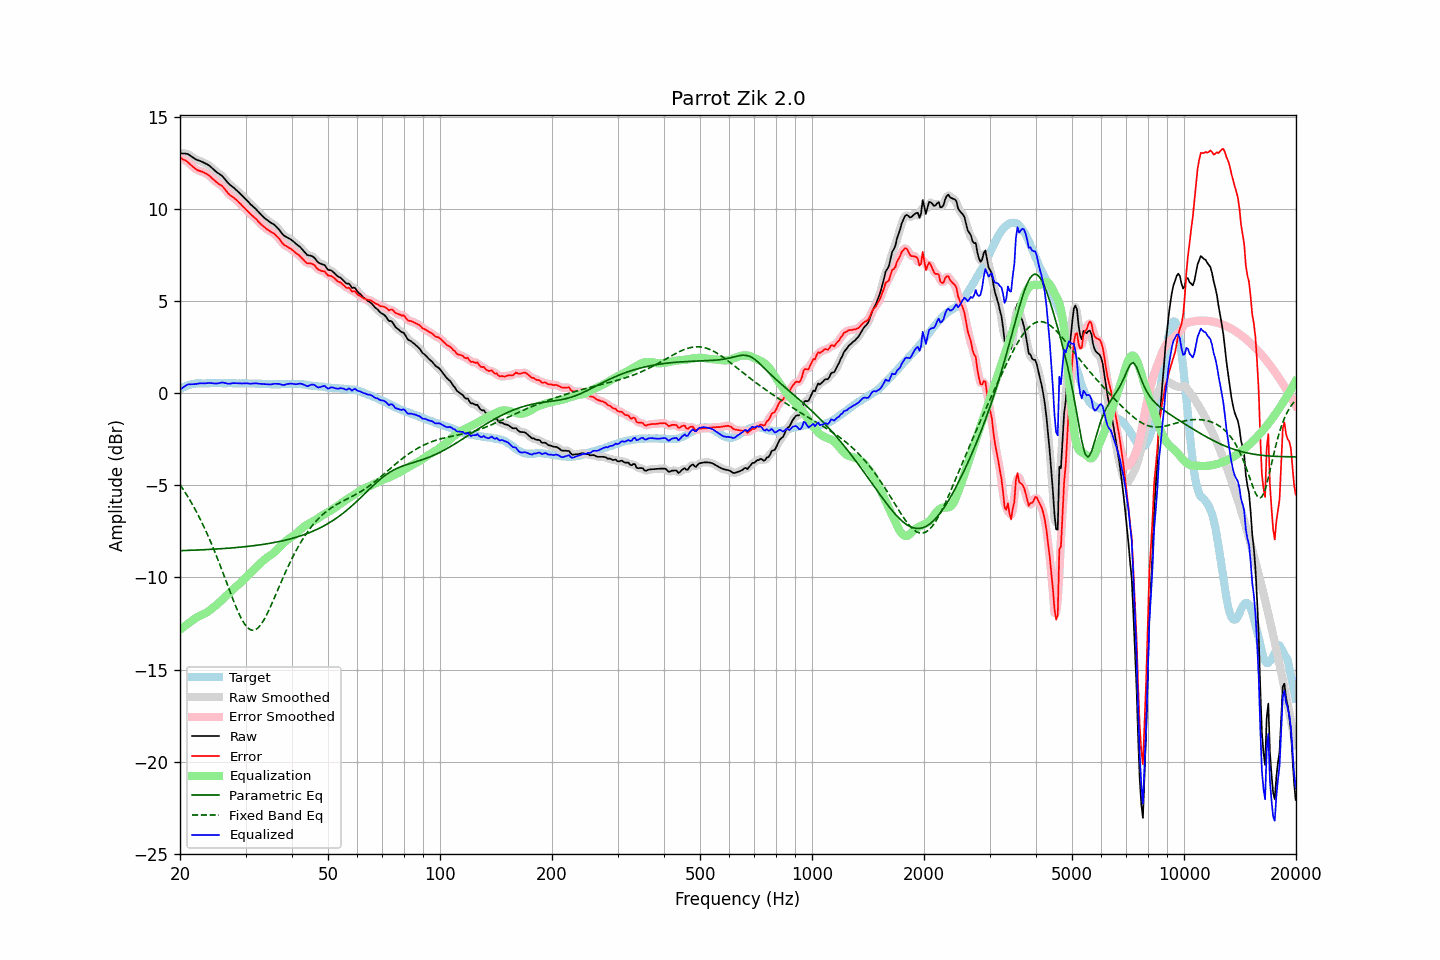 Parrot Zik 2.0
15
10
5
0
−5
−10
−15
−20
−25
Amplitude (dBr)
Target
Raw Smoothed
Error Smoothed
Raw
Error
Equalization
Parametric Eq
Fixed Band Eq
Equalized
20 50 100 200 500 1000 2000 5000 10000 20000
Frequency (Hz)